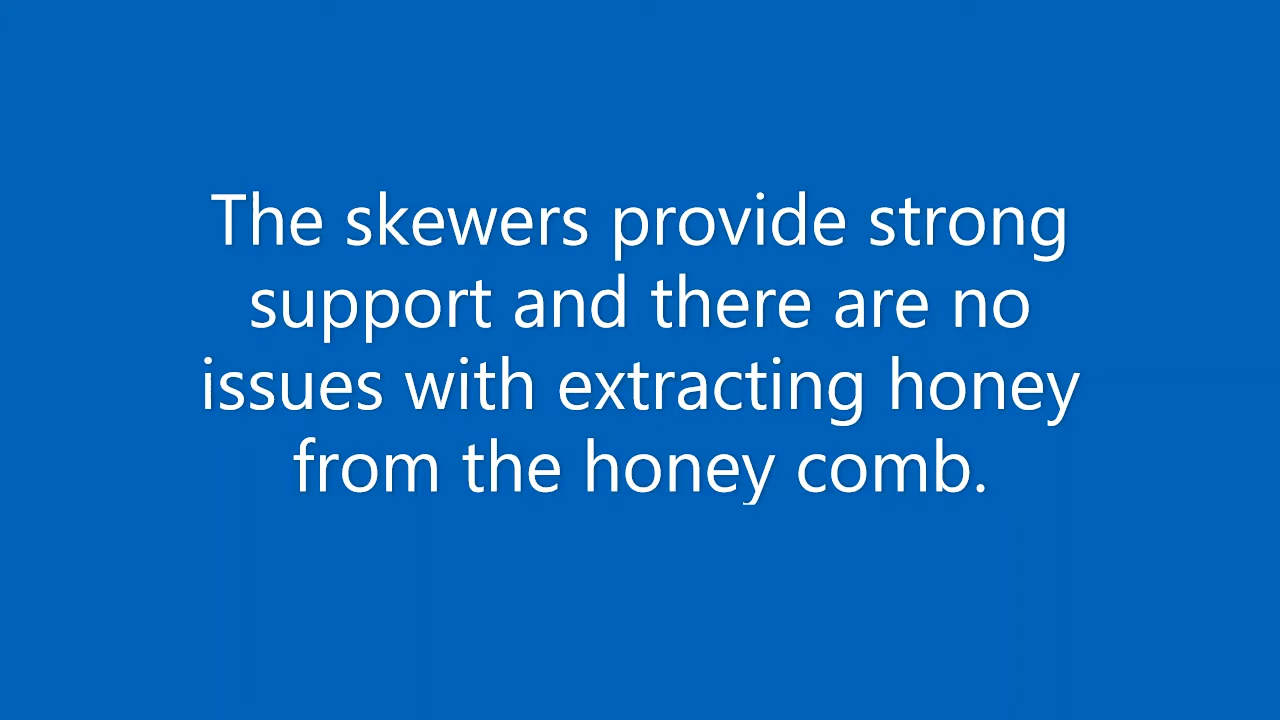 The skewers provide strong
support and there are no
issues with extracting honey
from the honey comb.